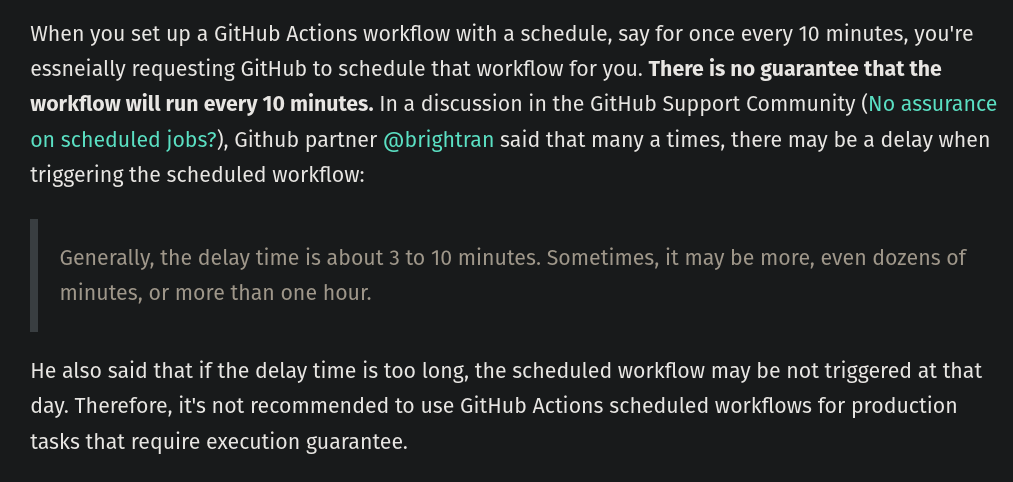 When you set up a GitHub Actions workflow with a schedule, say for once every 10 minutes, you're
essneially requesting GitHub to schedule that workflow for you. There is no guarantee that the
workflow will run every 10 minutes. In a discussion in the GitHub Support Community (No assurance
on scheduled jobs?), Github partner @brightran said that many a times, there may be a delay when
triggering the scheduled workflow:
Generally, the delay time is about 3 to 10 minutes. Sometimes, it may be more, even dozens of
minutes, or more than one hour.
He also said that if the delay time is too long, the scheduled workflow may be not triggered at that
day. Therefore, it's not recommended to use GitHub Actions scheduled workflows for production
tasks that require execution guarantee.